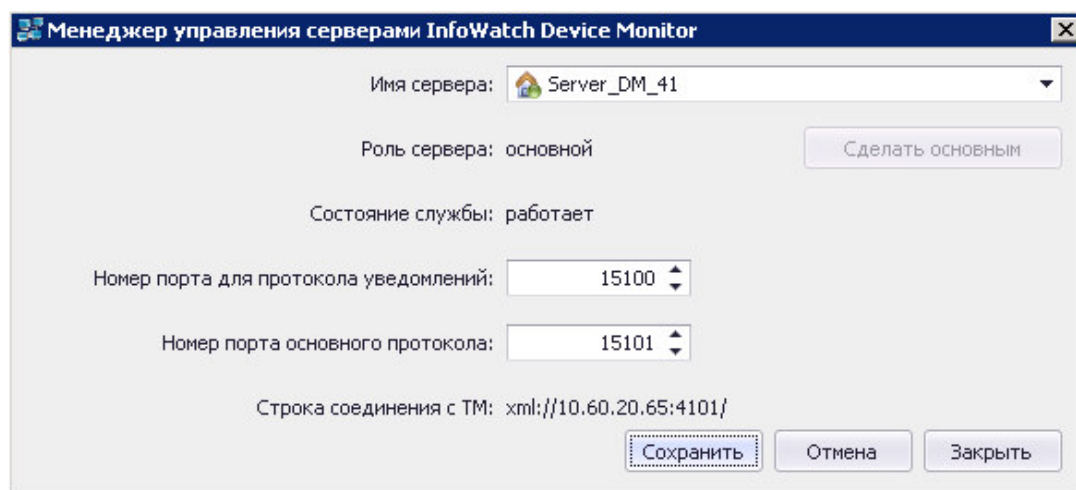 Менеджер управления серверами InfoWatch Device Monitor
Имя сервера: Server_DM_41
Роль сервера: основной Сделать основным
Состояние службы: работает
Номер порта для протокола уведомлений: 15100
Номер порта основного протокола: 15101
Строка соединения с ТМ: xml://10.60.20.65:4101/
Сохранить Отмена Закрыть